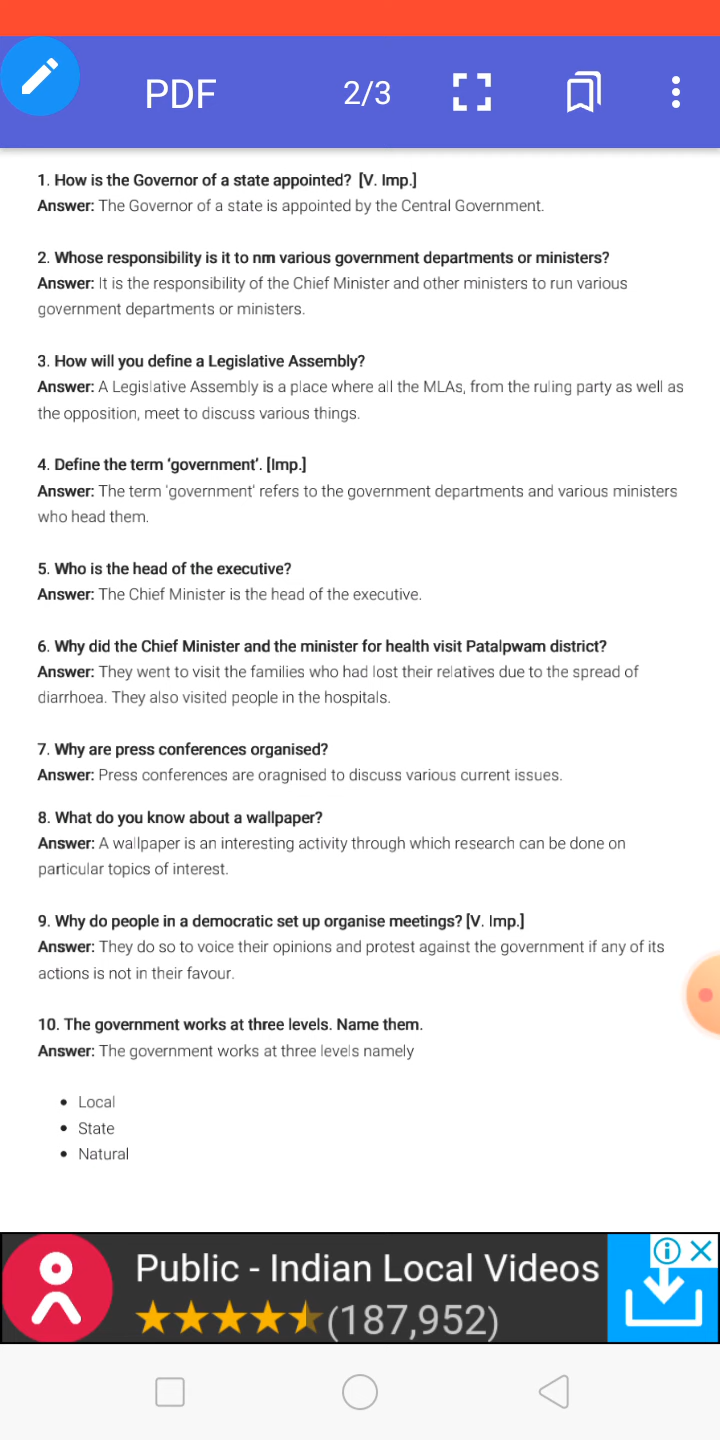 PDF
2/3
1. How is the Governor of a state appointed? [V. Imp.]
Answer: The Governor of a state is appointed by the Central Government.
2. Whose responsibility is it to nm various government departments or ministers?
Answer: It is the responsibility of the Chief Minister and other ministers to run various
government departments or ministers.
3. How will you define a Legislative Assembly?
Answer: A Legislative Assembly is a place where all the MLAs, from the ruling party as well as
the opposition, meet to discuss various things.
4. Define the term ‘government’. [Imp.]
Answer: The term ‘government’ refers to the government departments and various ministers
who head them.
5. Who is the head of the executive?
Answer: The Chief Minister is the head of the executive.
6. Why did the Chief Minister and the minister for health visit Patalpwam district?
Answer: They went to visit the families who had lost their relatives due to the spread of
diarrhoea. They also visited people in the hospitals.
7. Why are press conferences organised?
Answer: Press conferences are oragnised to discuss various current issues.
8. What do you know about a wallpaper?
Answer: A wallpaper is an interesting activity through which research can be done on
particular topics of interest.
9. Why do people in a democratic set up organise meetings? [V. Imp.]
Answer: They do so to voice their opinions and protest against the government if any of its
actions is not in their favour.
10. The government works at three levels. Name them.
Answer: The government works at three levels namely
• Local
• State
• Natural
Public - Indian Local Videos
(187,952)